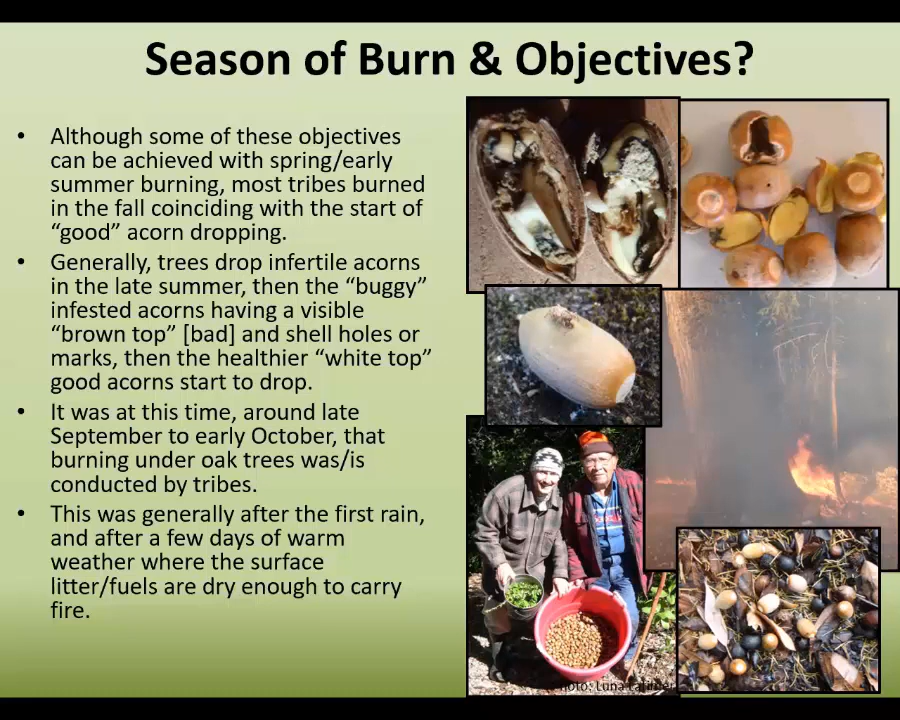 Season of Burn & Objectives?
• Although some of these objectives
can be achieved with spring/early
summer burning, most tribes burned
in the fall coinciding with the start of
“good” acorn dropping.
• Generally, trees drop infertile acorns
in the late summer, then the “buggy”
infested acorns having a visible
“brown top” [bad] and shell holes or
marks, then the healthier “white top”
good acorns start to drop.
• It was at this time, around late
September to early October, that
burning under oak trees was/is
conducted by tribes.
• This was generally after the first rain,
and after a few days of warm
weather where the surface
litter/fuels are dry enough to carry
fire.
Photo: Luna